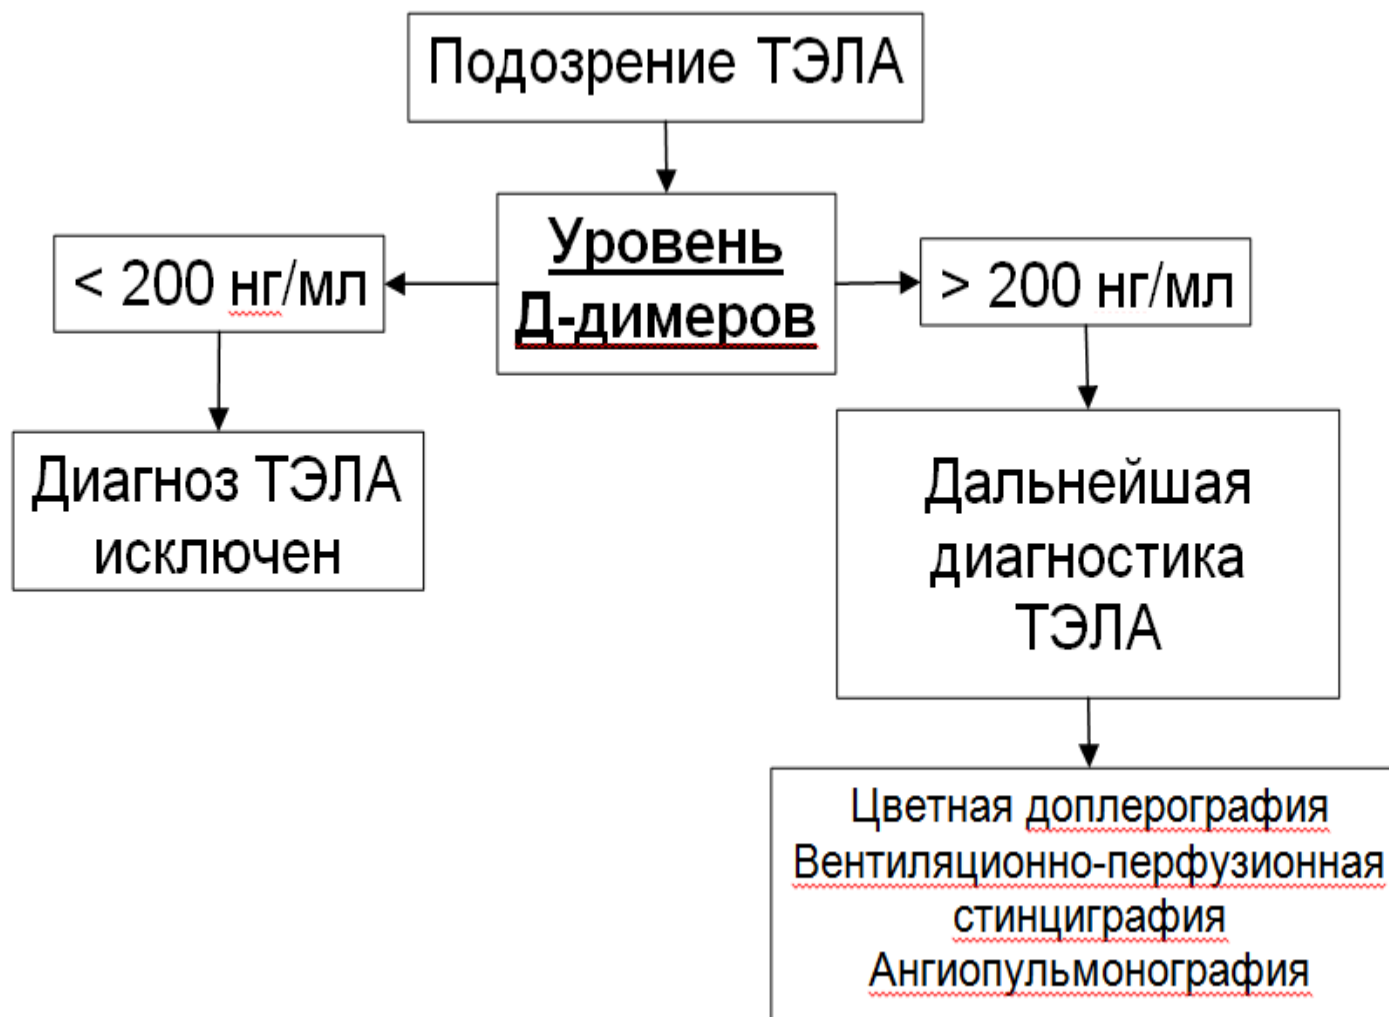 Подозрение ТЭЛА
Уровень
Д-димеров
< 200 нг/мл
> 200 нг/мл
Диагноз ТЭЛА
исключен
Дальнейшая
диагностика
ТЭЛА
Цветная доплерография
Вентиляционно-перфузионная
стинциграфия
Ангиопульмонография